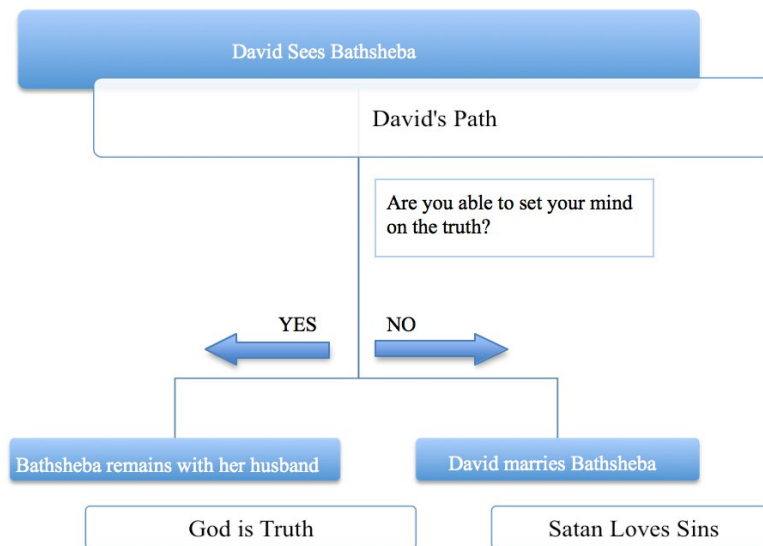 David Sees Bathsheba
David's Path
Are you able to set your mind
on the truth?
YES
NO
Bathsheba remains with her husband
David marries Bathsheba
God is Truth
Satan Loves Sins